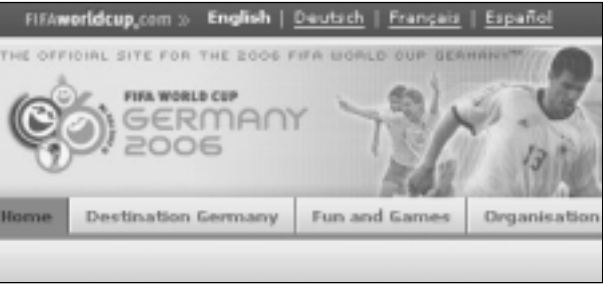 FIFAworldcup.com » English | Deutsch | Français | Español
THE OFFICIAL SITE FOR THE 2006 FIFA WORLD CUP GERMANY™
FIFA WORLD CUP
GERMANY
2006
13
Home Destination Germany Fun and Games Organisation